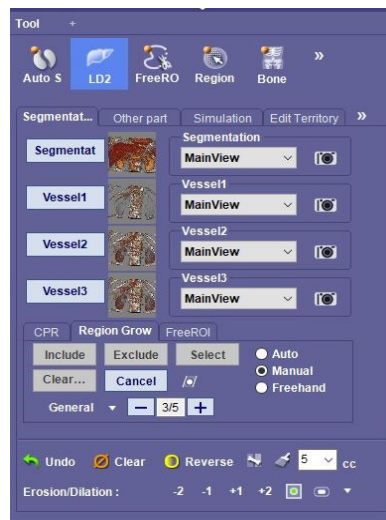 Tool +
»
Auto S LD2 FreeRO Region Bone
Segmentat... Other part Simulation Edit Territory »
Segmentation
Segmentat MainView
Vessel1
Vessel1 MainView
Vessel2
Vessel2 MainView
Vessel3
Vessel3 MainView
CPR Region Grow FreeROI
Include Exclude Select Auto
Manual
Clear... Cancel Freehand
General 3/5 +
Undo Clear Reverse 5 cc
Erosion/Dilation : -2 -1 +1 +2